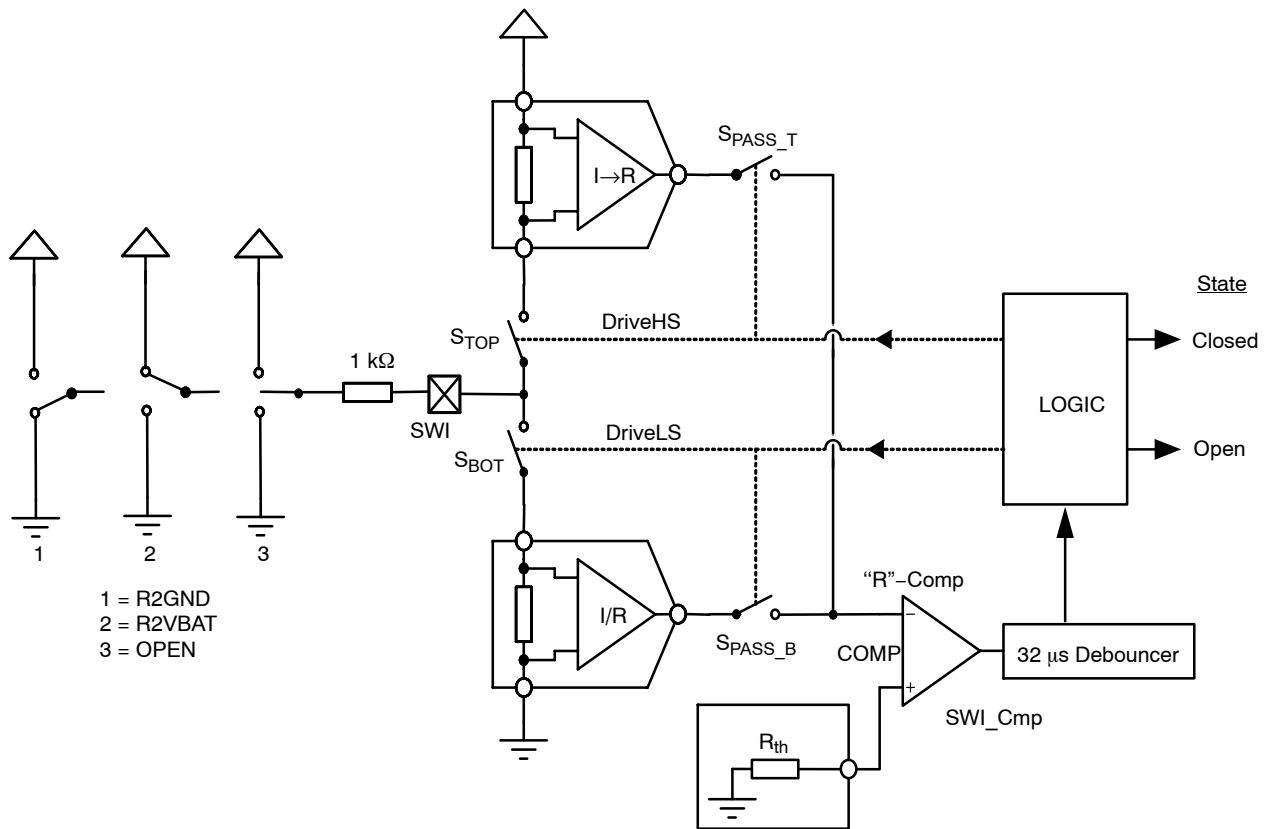 S_PASS_T
I→R
State
DriveHS
S_TOP
Closed
1 kΩ
LOGIC
SWI
DriveLS
S_BOT
Open
1
2
3
"R"−Comp
1 = R2GND
2 = R2VBAT
3 = OPEN
I/R
−
S_PASS_B
COMP
32 μs Debouncer
+
SWI_Cmp
R_th